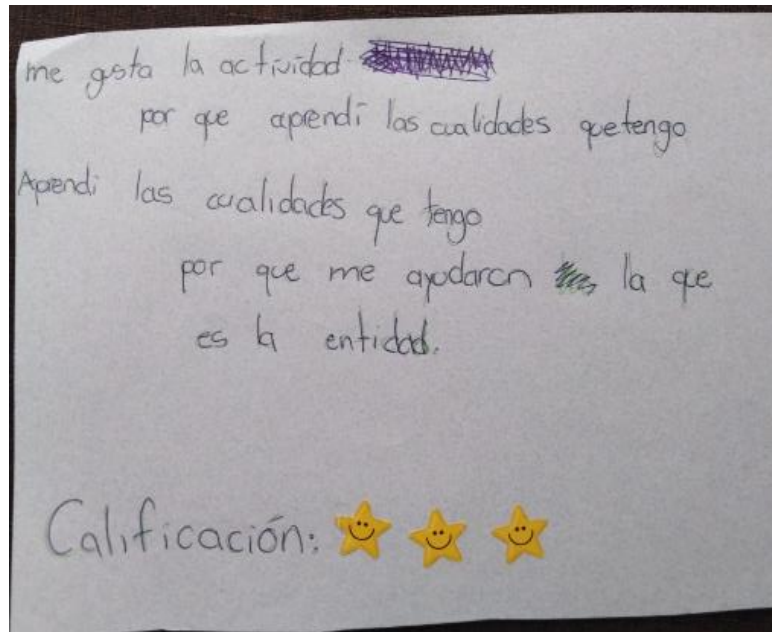 me gusta la actividad
por que aprendi las cualidades que tengo
Aprendi las cualidades que tengo
por que me ayudaron la que
es la entidad.
Calificación: